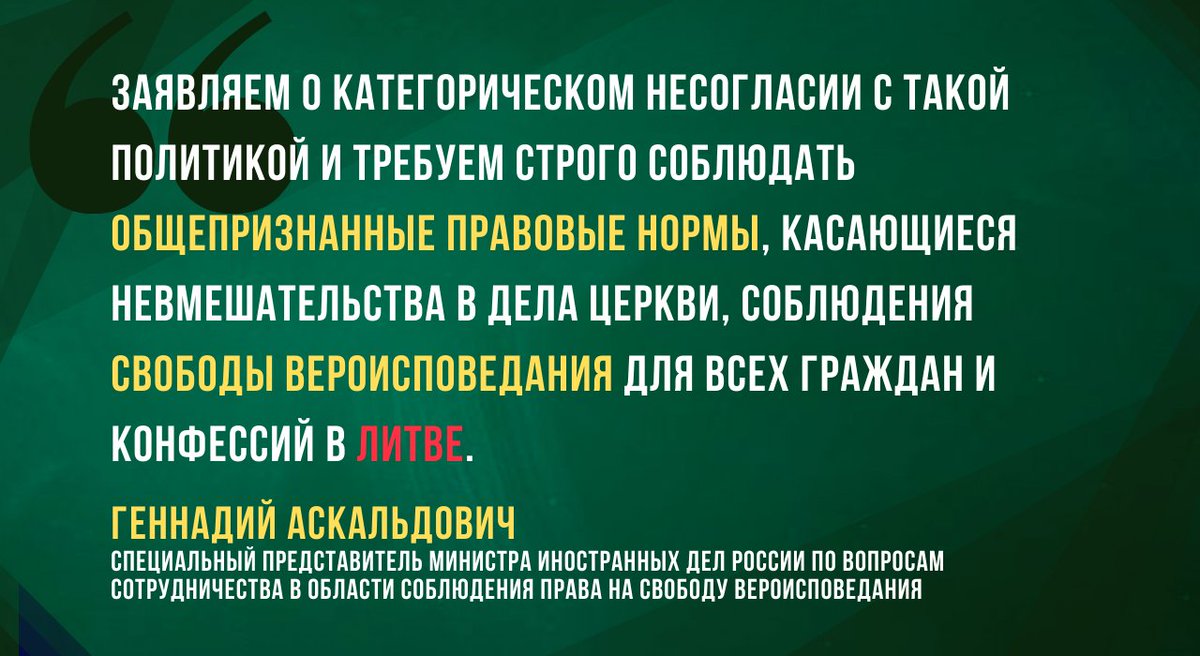 ЗАЯВЛЯЕМ О КАТЕГОРИЧЕСКОМ НЕСОГЛАСИИ С ТАКОЙ
ПОЛИТИКОЙ И ТРЕБУЕМ СТРОГО СОБЛЮДАТЬ
ОБЩЕПРИЗНАННЫЕ ПРАВОВЫЕ НОРМЫ, КАСАЮЩИЕСЯ
НЕВМЕШАТЕЛЬСТВА В ДЕЛА ЦЕРКВИ, СОБЛЮДЕНИЯ
СВОБОДЫ ВЕРОИСПОВЕДАНИЯ ДЛЯ ВСЕХ ГРАЖДАН И
КОНФЕССИЙ В ЛИТВЕ.
ГЕННАДИЙ АСКАЛЬДОВИЧ
СПЕЦИАЛЬНЫЙ ПРЕДСТАВИТЕЛЬ МИНИСТРА ИНОСТРАННЫХ ДЕЛ РОССИИ ПО ВОПРОСАМ
СОТРУДНИЧЕСТВА В ОБЛАСТИ СОБЛЮДЕНИЯ ПРАВА НА СВОБОДУ ВЕРОИСПОВЕДАНИЯ